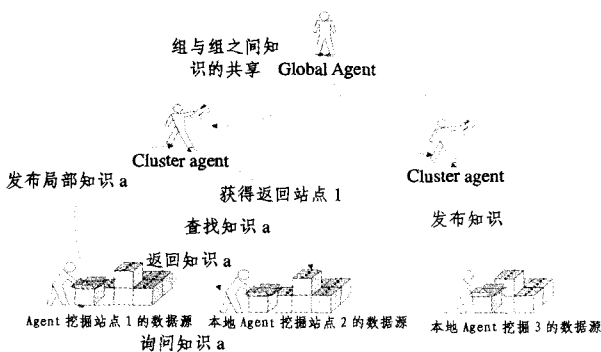 组与组之间知
识的共享
Global Agent
Cluster agent
Cluster agent
发布局部知识 a
获得返回站点 1
发布知识
查找知识 a
返回知识 a
Agent 挖掘站点 1 的数据源
本地 Agent 挖掘站点 2 的数据源
本地 Agent 挖掘 3 的数据源
询问知识 a